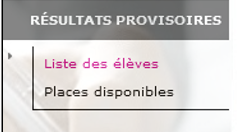 RÉSULTATS PROVISOIRES
Liste des élèves
Places disponibles